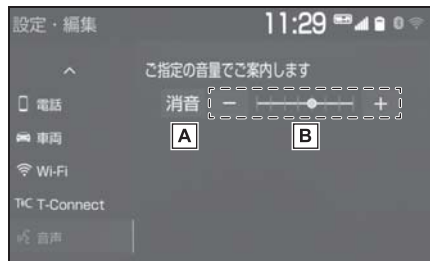 設定・編集 11:29
ご指定の音量でご案内します
電話
消音 − +
A B
車両
Wi-Fi
T-Connect
音声